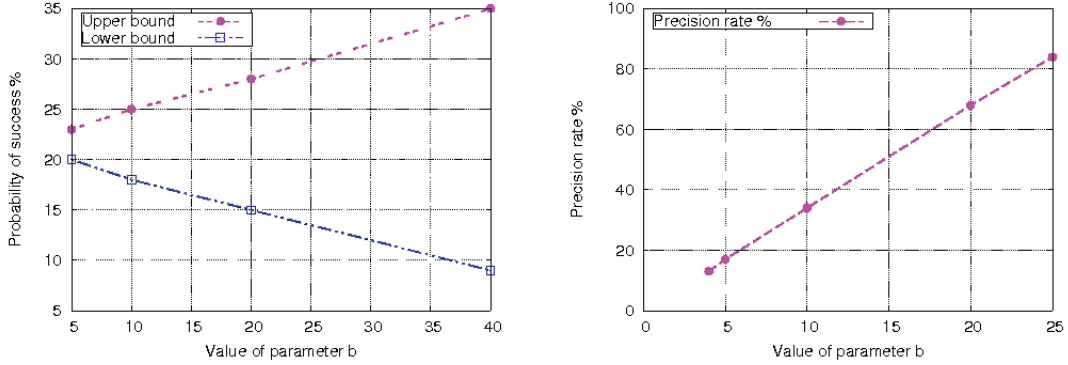 35
30
25
20
15
10
5
Probability of success %
Upper bound
Lower bound
5 10 15 20 25 30 35 40
Value of parameter b
100
80
60
40
20
0
Precision rate %
Precision rate %
0 5 10 15 20 25
Value of parameter b